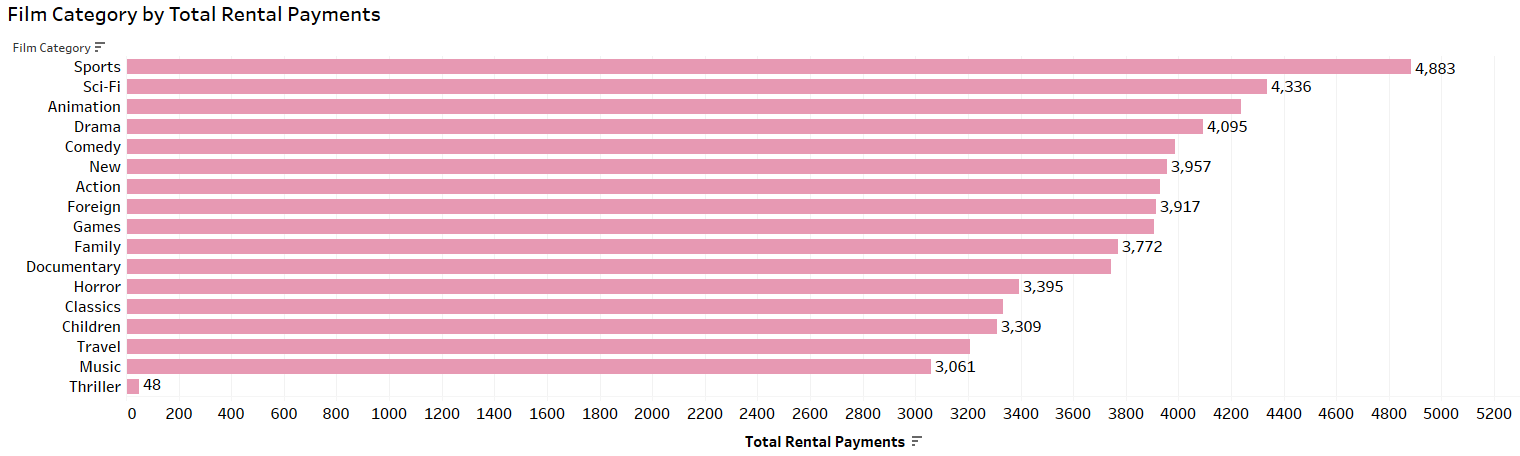 Film Category by Total Rental Payments
Film Category
Sports 4,883
Sci-Fi 4,336
Animation
Drama 4,095
Comedy
New 3,957
Action
Foreign 3,917
Games
Family 3,772
Documentary
Horror 3,395
Classics
Children 3,309
Travel
Music 3,061
Thriller 48
0 200 400 600 800 1000 1200 1400 1600 1800 2000 2200 2400 2600 2800 3000 3200 3400 3600 3800 4000 4200 4400 4600 4800 5000 5200
Total Rental Payments